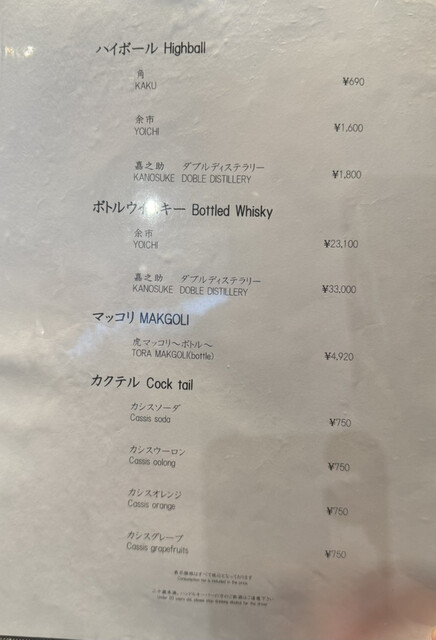 ハイボール Highball
角
KAKU
¥690
余市
YOICHI
¥1,600
嘉之助 ダブルディステラリー
KANOSUKE DOBLE DISTILLERY
¥1,800
ボトルウイスキー Bottled Whisky
余市
YOICHI
¥23,100
嘉之助 ダブルディステラリー
KANOSUKE DOBLE DISTILLERY
¥33,000
マッコリ MAKGOLI
虎マッコリ〜ボトル〜
TORA MAKGOLI(bottle)
¥4,920
カクテル Cock tail
カシスソーダ
Cassis soda
¥750
カシスウーロン
Cassis oolong
¥750
カシスオレンジ
Cassis orange
¥750
カシスグレープ
Cassis grapefruits
¥750